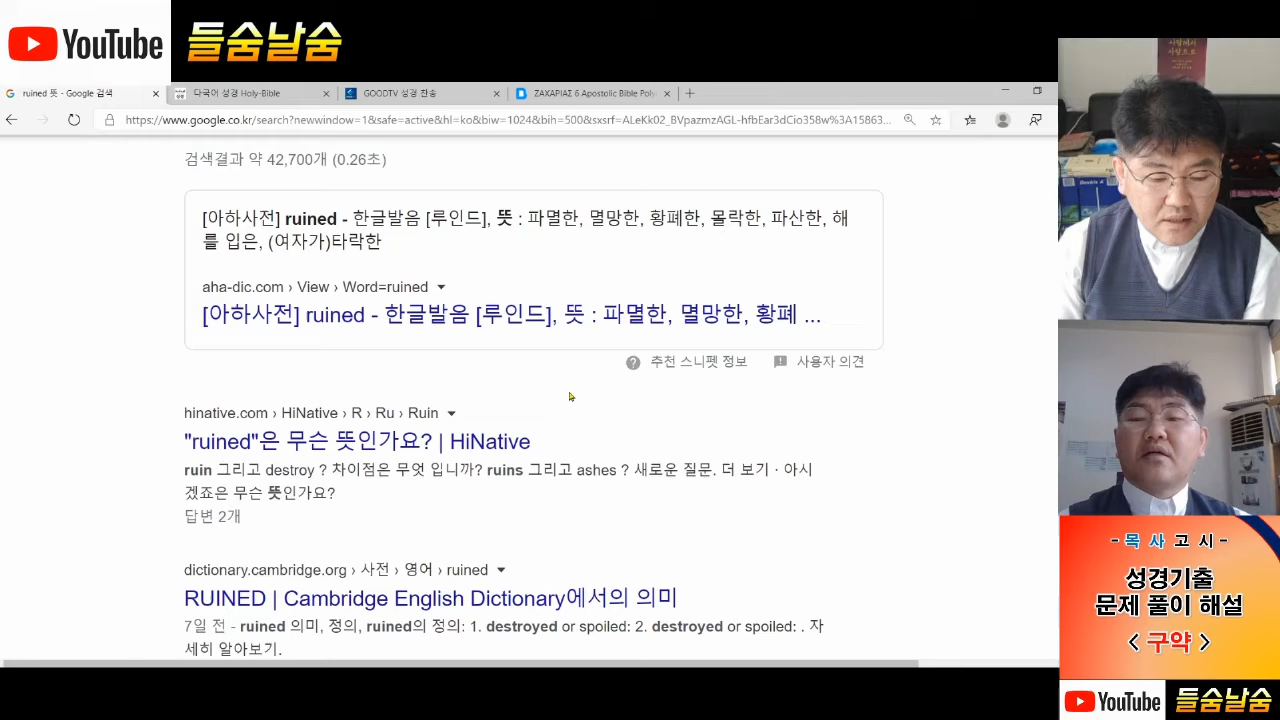 YouTube 들숨날숨
ruined 뜻 - Google 검색
다국어 성경 Holy-Bible
GOODTV 성경 찬송
ΖΑΧΑΡΙΑΣ 6 Apostolic Bible Poly
https://www.google.co.kr/search?newwindow=1&safe=active&hl=ko&biw=1024&bih=500&sxsrf=ALeKk02_BVpazmzAGL-hfbEar3dCio358w%3A15863...
검색결과 약 42,700개 (0.26초)
[아하사전] ruined - 한글발음 [루인드], 뜻 : 파멸한, 멸망한, 황폐한, 몰락한, 파산한, 해
를 입은, (여자가)타락한
aha-dic.com › View › Word=ruined
[아하사전] ruined - 한글발음 [루인드], 뜻 : 파멸한, 멸망한, 황폐 ...
추천 스니펫 정보 사용자 의견
hinative.com › HiNative › R › Ru › Ruin
"ruined"은 무슨 뜻인가요? | HiNative
ruin 그리고 destroy ? 차이점은 무엇 입니까? ruins 그리고 ashes ? 새로운 질문. 더 보기 · 아시
겠죠은 무슨 뜻인가요?
답변 2개
dictionary.cambridge.org › 사전 › 영어 › ruined
RUINED | Cambridge English Dictionary에서의 의미
7일 전 - ruined 의미, 정의, ruined의 정의: 1. destroyed or spoiled: 2. destroyed or spoiled: . 자
세히 알아보기.
- 목 사 고 시 -
성경기출
문제 풀이 해설
< 구약 >
YouTube 들숨날숨